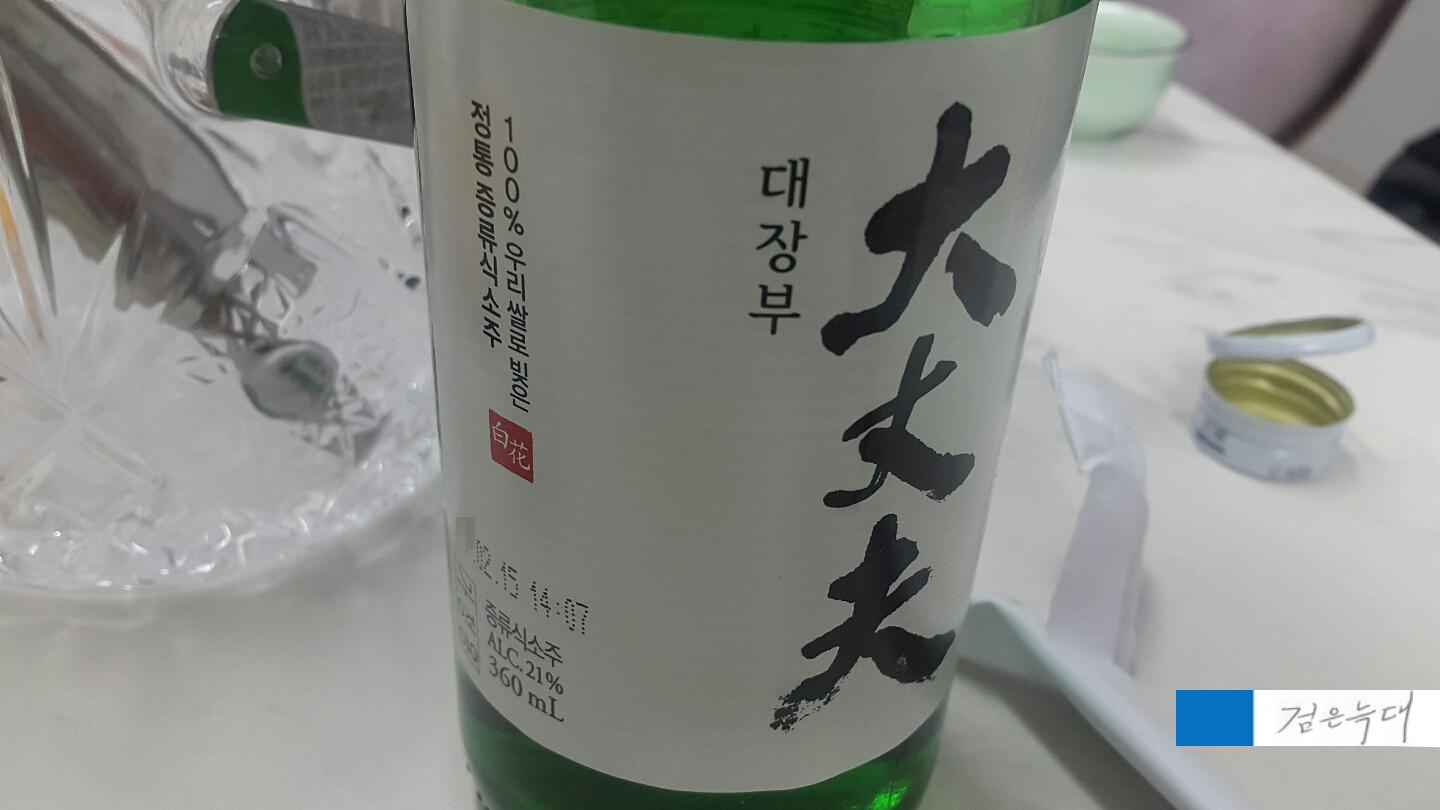 大丈夫
대장부
100%우리쌀로 빚은
정통 증류식 소주
白花
02.15 14:07
증류식소주
ALC. 21%
360 mL
검은늑대